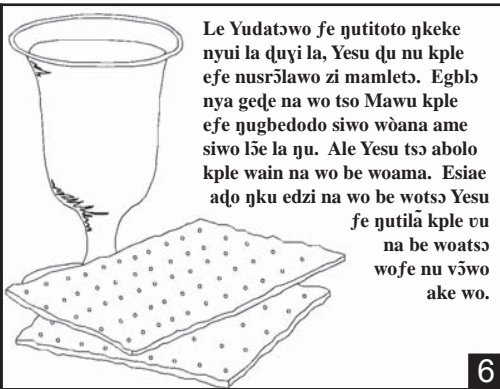 Le Yudatɔwo ƒe ŋutitoto ŋkeke
nyui la ɖuɣi la, Yesu ɖu nu kple
eƒe nusrɔ̃lawo zi mamletɔ. Egblɔ
nya geɖe na wo tso Mawu kple
eƒe ŋugbedodo siwo wòana ame
siwo lɔ̃e la ŋu. Ale Yesu tsɔ abolo
kple wain na wo be woama. Esiae
aɖo ŋku edzi na wo be wotsɔ Yesu
ƒe ŋutilã kple ʋu
na be woatsɔ
woƒe nu vɔ̃wo
ake wo.
6